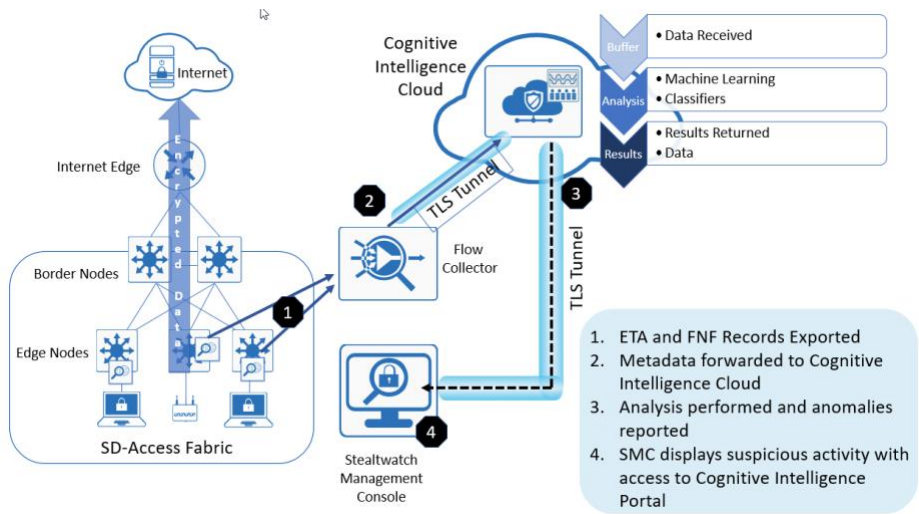 Internet
Internet Edge
Encrypted Data
Border Nodes
Edge Nodes
SD-Access Fabric
1
2
TLS Tunnel
Flow
Collector
Cognitive
Intelligence
Cloud
Buffer
• Data Received
Analysis
• Machine Learning
• Classifiers
Results
• Results Returned
• Data
3
TLS Tunnel
4
Stealtwatch
Management
Console
1. ETA and FNF Records Exported
2. Metadata forwarded to Cognitive
Intelligence Cloud
3. Analysis performed and anomalies
reported
4. SMC displays suspicious activity with
access to Cognitive Intelligence
Portal